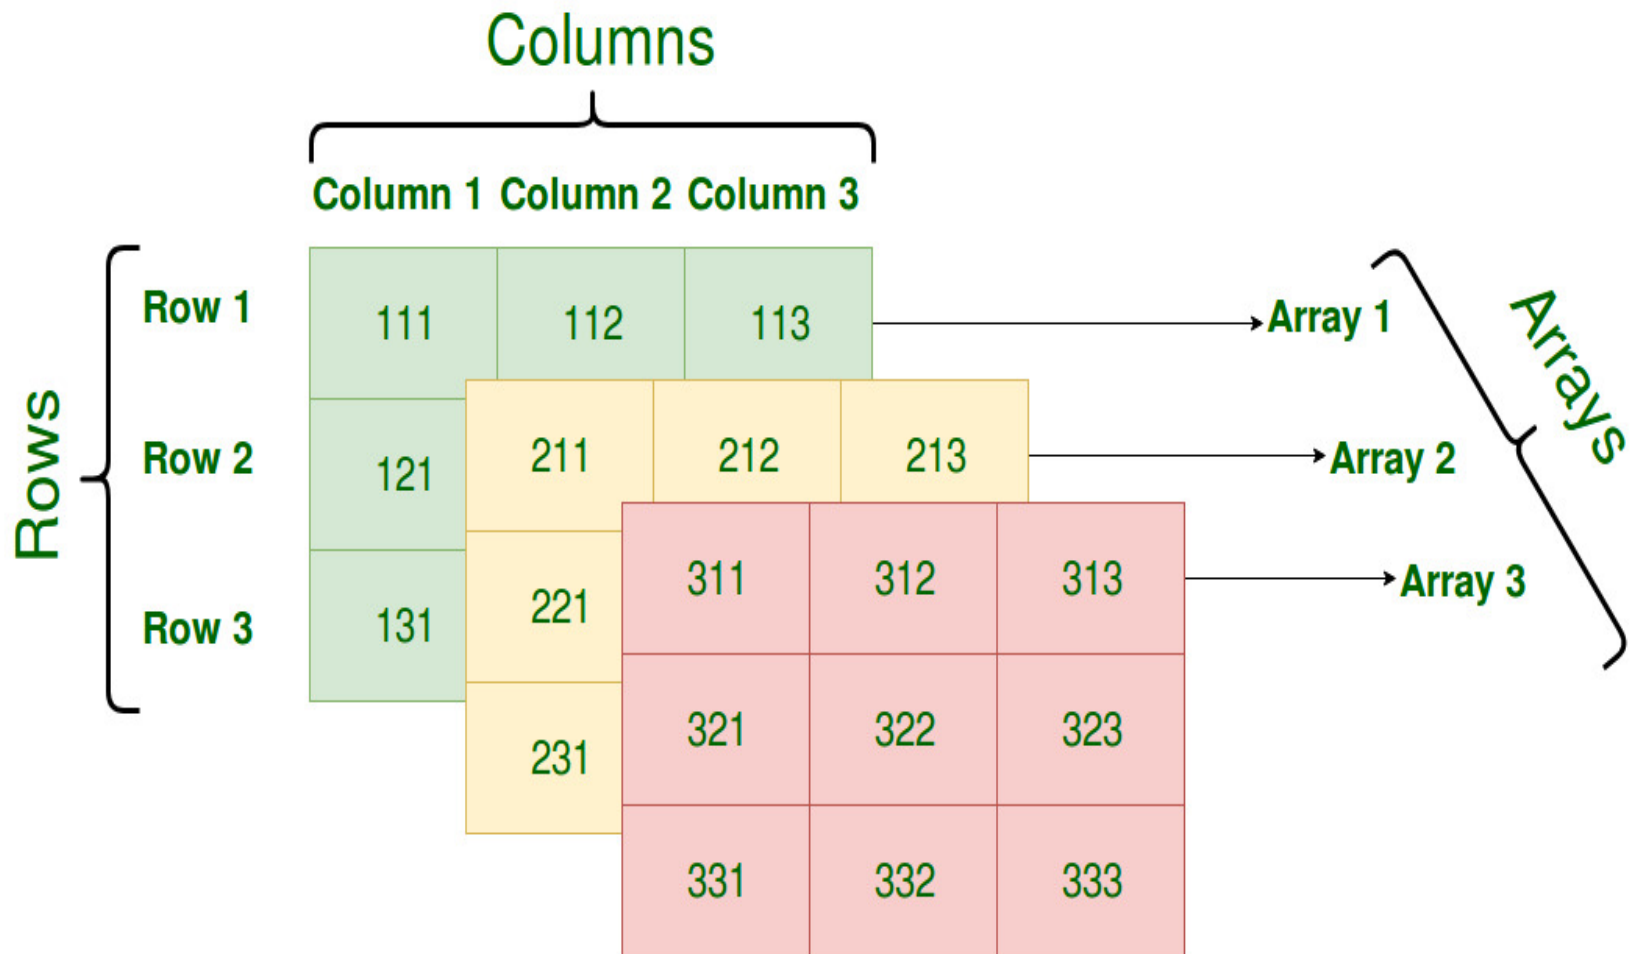 Columns
Column 1 Column 2 Column 3
Rows
Row 1
111 112 113
Array 1
Arrays
Row 2
121
211 212 213
Array 2
Row 3
131
221
311 312 313
Array 3
231
321 322 323
331 332 333